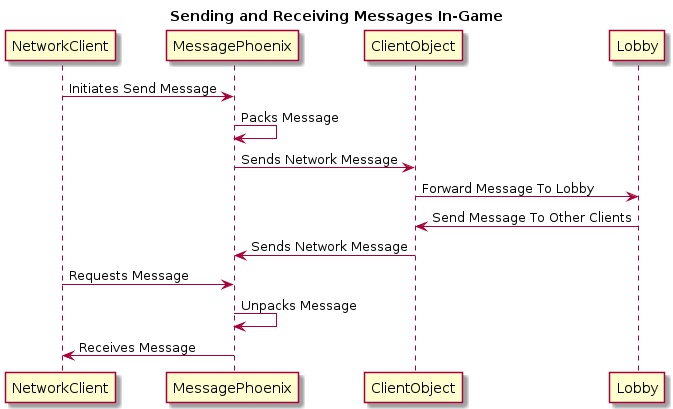 Sending and Receiving Messages In-Game
NetworkClient MessagePhoenix ClientObject Lobby
Initiates Send Message
Packs Message
Sends Network Message
Forward Message To Lobby
Send Message To Other Clients
Sends Network Message
Requests Message
Unpacks Message
Receives Message
NetworkClient MessagePhoenix ClientObject Lobby